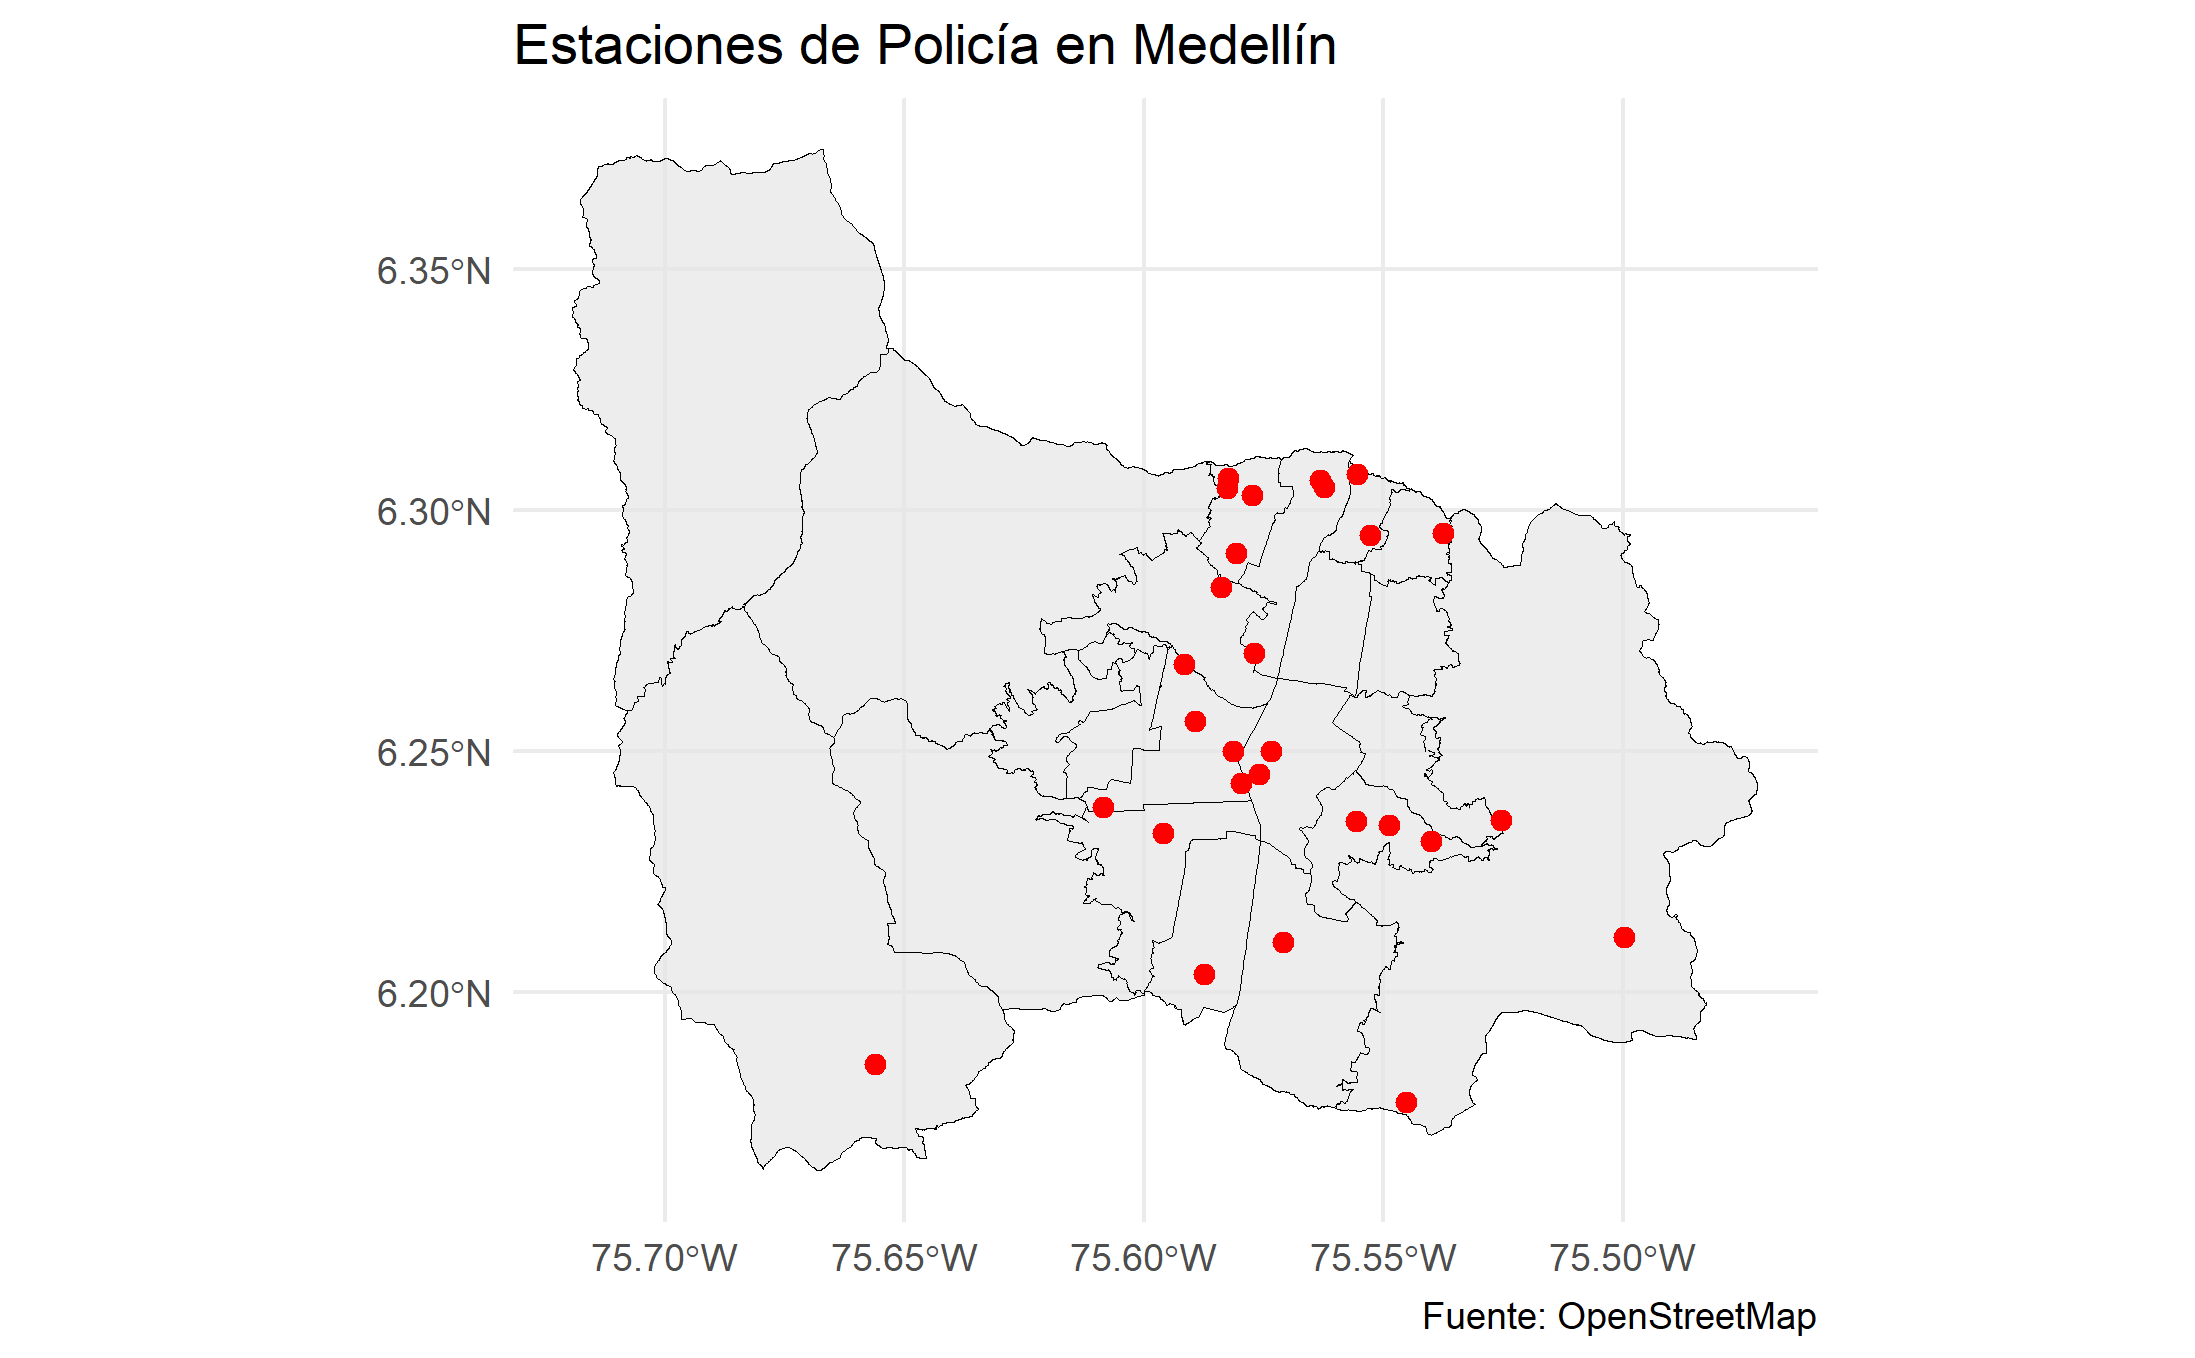 Estaciones de Policía en Medellín
6.35°N
6.30°N
6.25°N
6.20°N
75.70°W 75.65°W 75.60°W 75.55°W 75.50°W
Fuente: OpenStreetMap